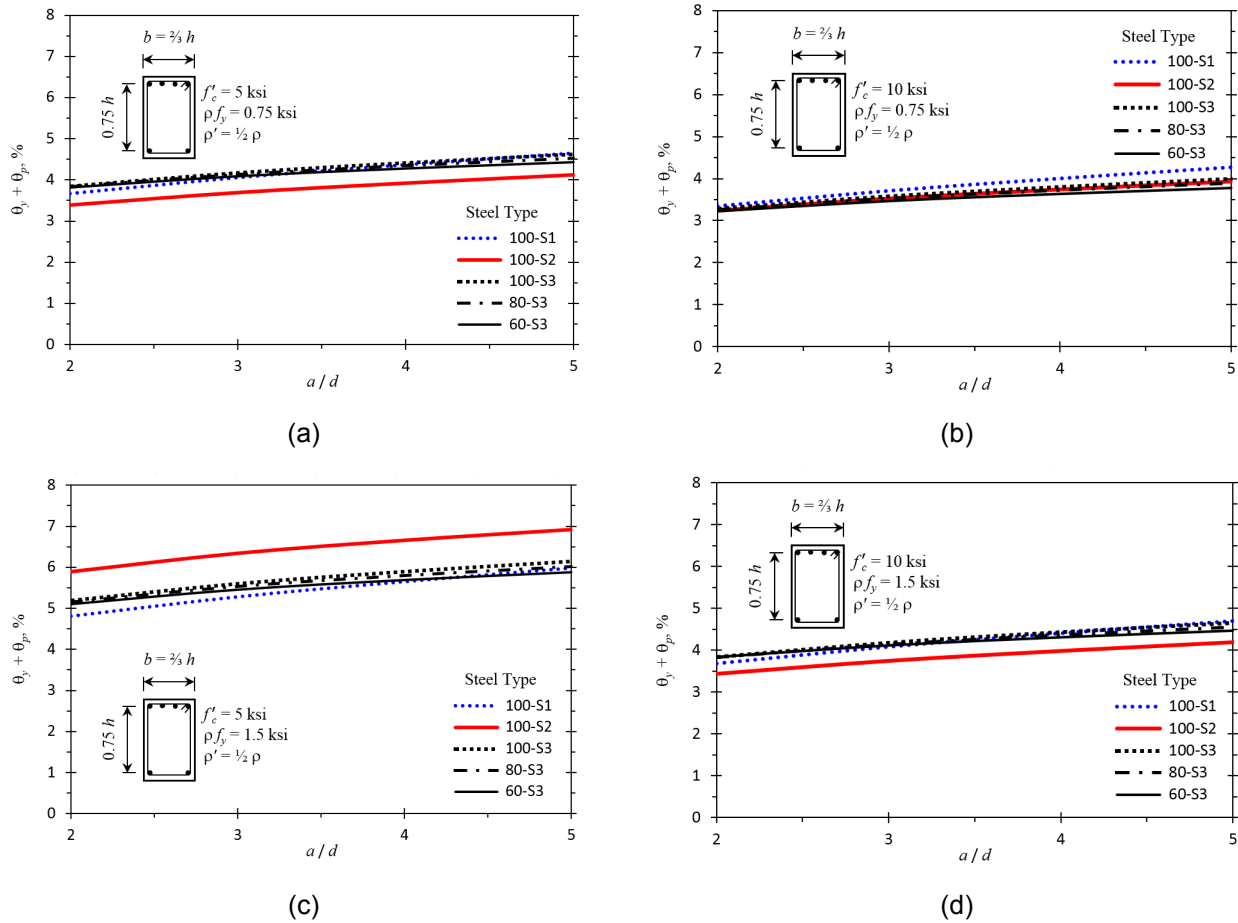 8
7
6
5
4
3
2
1
0
θy + θp, %
b = ⅔ h
0.75 h
f′c = 5 ksi
ρ fy = 0.75 ksi
ρ′ = ½ ρ
Steel Type
100-S1
100-S2
100-S3
80-S3
60-S3
2 3 4 5
a / d
(a)
8
7
6
5
4
3
2
1
0
θy + θp, %
b = ⅔ h
0.75 h
f′c = 10 ksi
ρ fy = 0.75 ksi
ρ′ = ½ ρ
Steel Type
100-S1
100-S2
100-S3
80-S3
60-S3
2 3 4 5
a / d
(b)
8
7
6
5
4
3
2
1
0
θy + θp, %
b = ⅔ h
0.75 h
f′c = 5 ksi
ρ fy = 1.5 ksi
ρ′ = ½ ρ
Steel Type
100-S1
100-S2
100-S3
80-S3
60-S3
2 3 4 5
a / d
(c)
8
7
6
5
4
3
2
1
0
θy + θp, %
b = ⅔ h
0.75 h
f′c = 10 ksi
ρ fy = 1.5 ksi
ρ′ = ½ ρ
Steel Type
100-S1
100-S2
100-S3
80-S3
60-S3
2 3 4 5
a / d
(d)